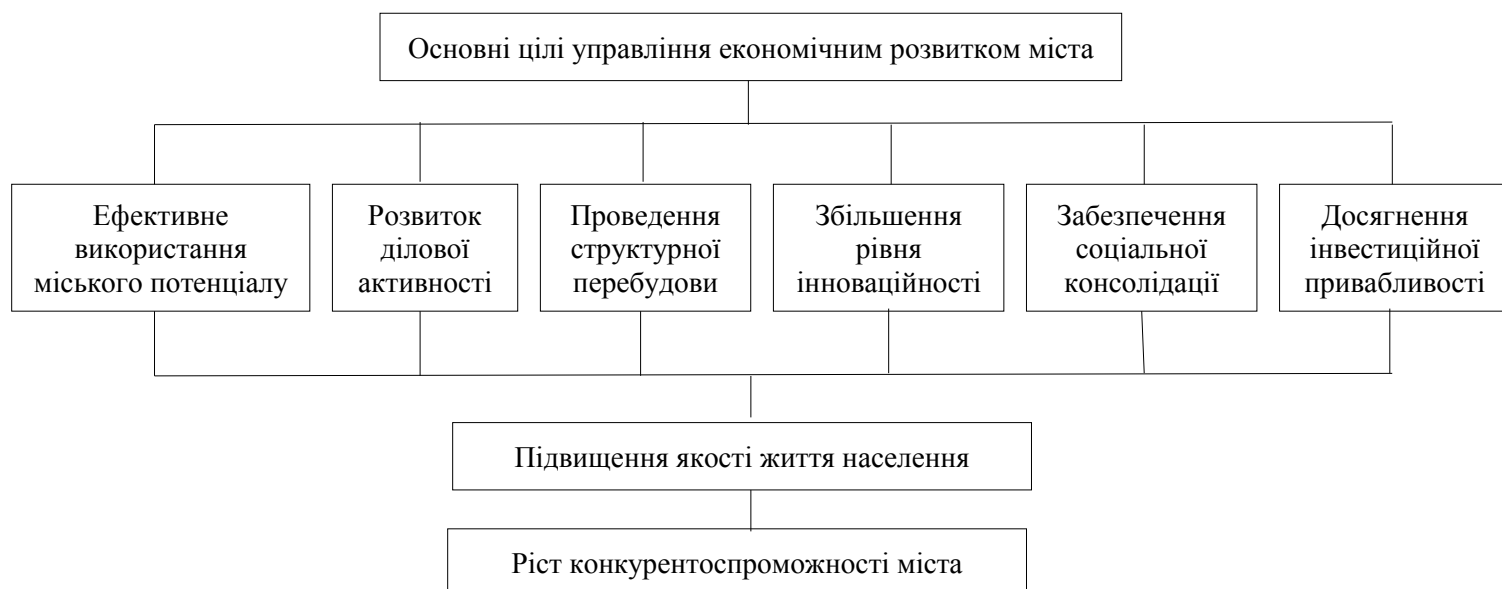 Основні цілі управління економічним розвитком міста
Ефективне
використання
міського потенціалу
Розвиток
ділової
активності
Проведення
структурної
перебудови
Збільшення
рівня
інноваційності
Забезпечення
соціальної
консолідації
Досягнення
інвестиційної
привабливості
Підвищення якості життя населення
Ріст конкурентоспроможності міста